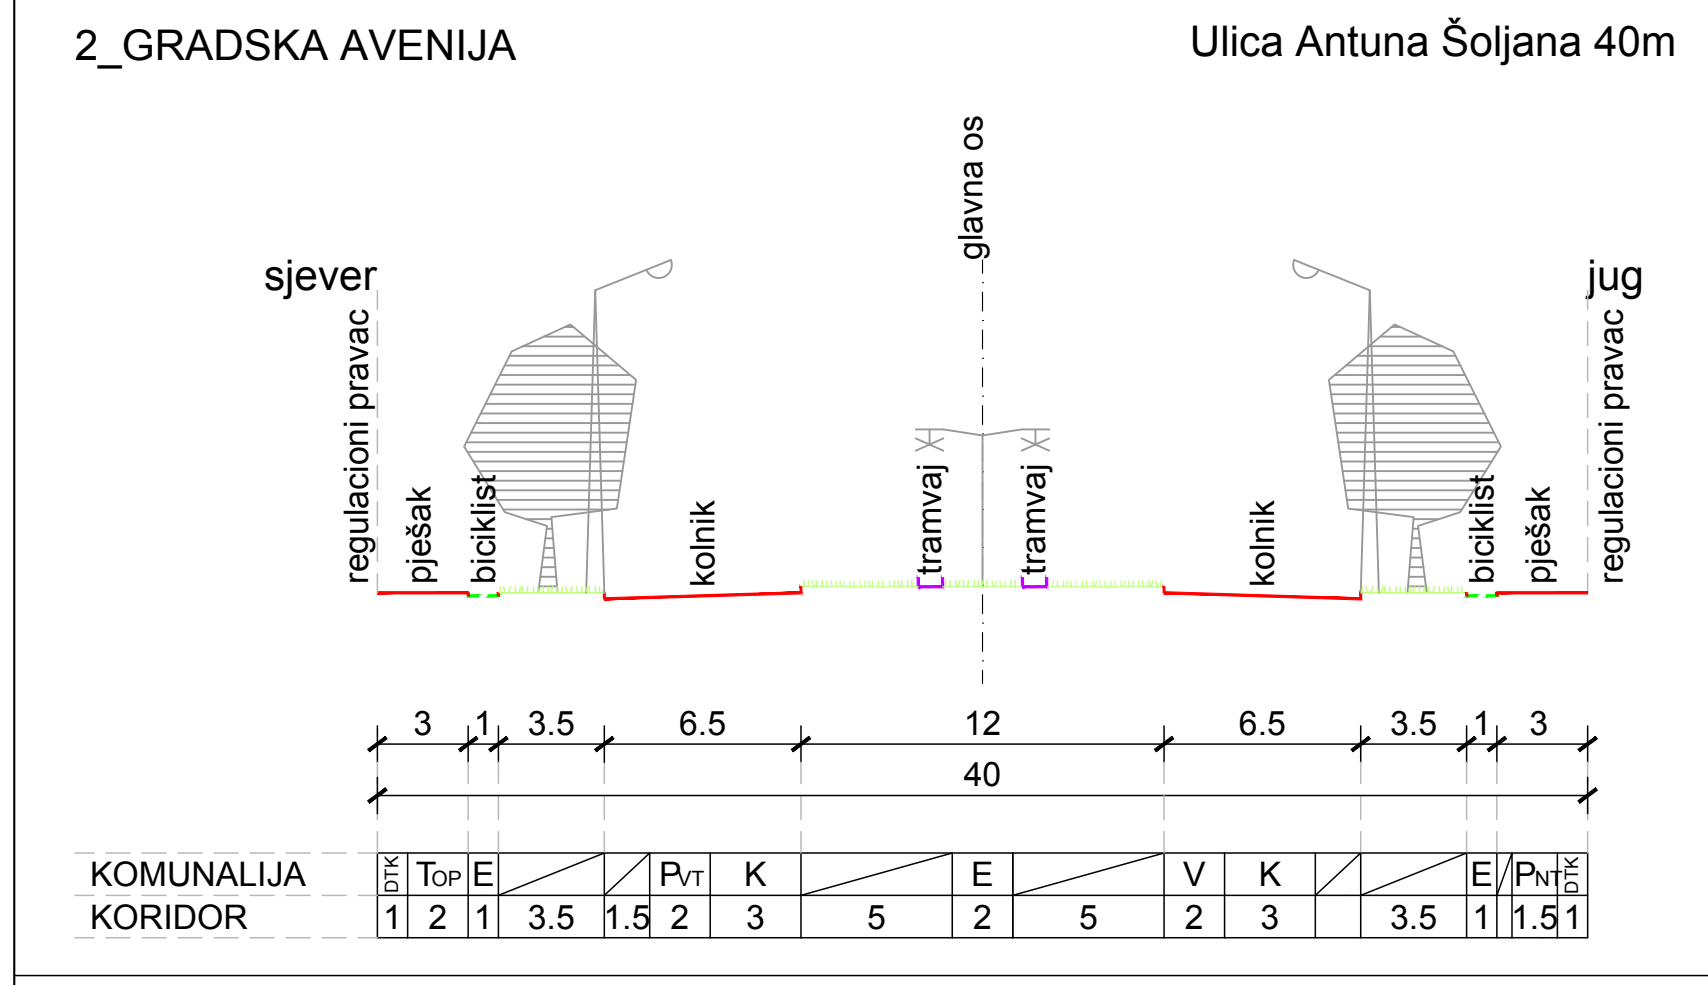 2_GRADSKA AVENIJA
Ulica Antuna Šoljana 40m
glavna os
sjever
jug
regulacioni pravac
pješak
biciklist
kolnik
tramvaj
tramvaj
kolnik
biciklist
pješak
regulacioni pravac
3 1 3.5 6.5 12 6.5 3.5 1 3
40
KOMUNALIJA DTK TOP E PVT K E V K E PNT DTK
KORIDOR 1 2 1 3.5 1.5 2 3 5 2 5 2 3 3.5 1 1.5 1